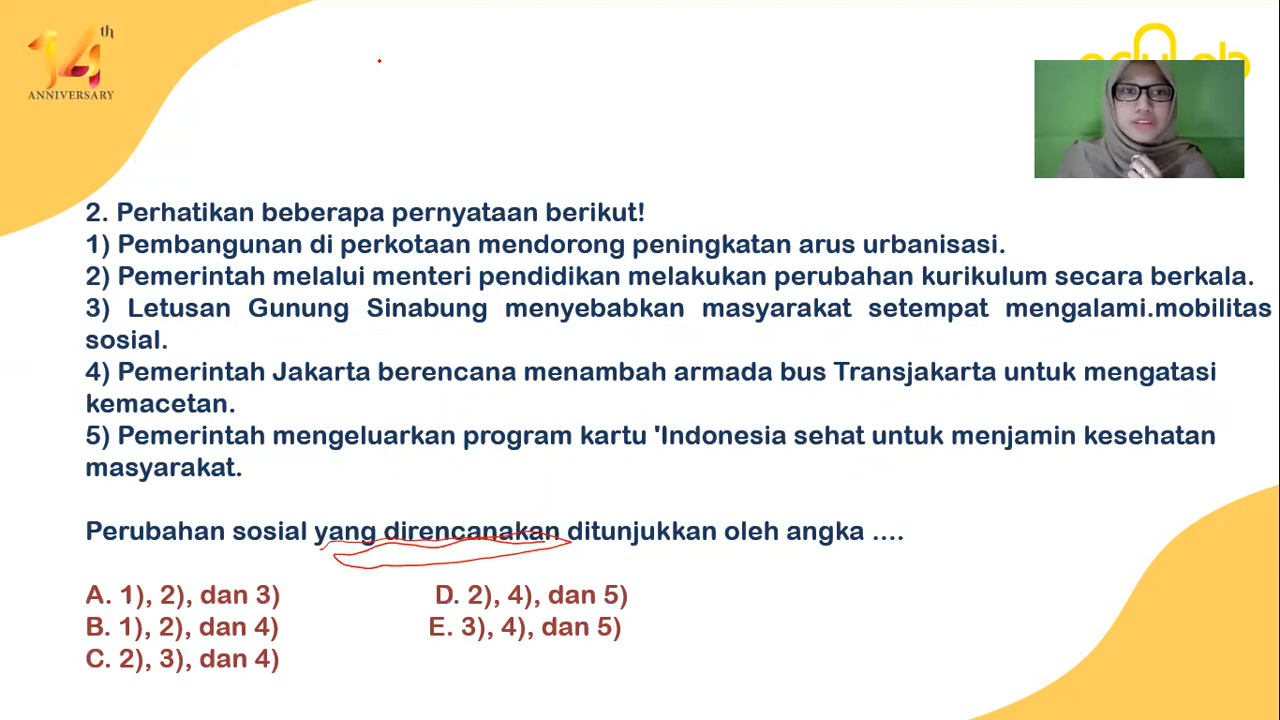 14th
ANNIVERSARY
2. Perhatikan beberapa pernyataan berikut!
1) Pembangunan di perkotaan mendorong peningkatan arus urbanisasi.
2) Pemerintah melalui menteri pendidikan melakukan perubahan kurikulum secara berkala.
3) Letusan Gunung Sinabung menyebabkan masyarakat setempat mengalami.mobilitas
sosial.
4) Pemerintah Jakarta berencana menambah armada bus Transjakarta untuk mengatasi
kemacetan.
5) Pemerintah mengeluarkan program kartu 'Indonesia sehat untuk menjamin kesehatan
masyarakat.
Perubahan sosial yang direncanakan ditunjukkan oleh angka ....
A. 1), 2), dan 3)
B. 1), 2), dan 4)
C. 2), 3), dan 4)
D. 2), 4), dan 5)
E. 3), 4), dan 5)